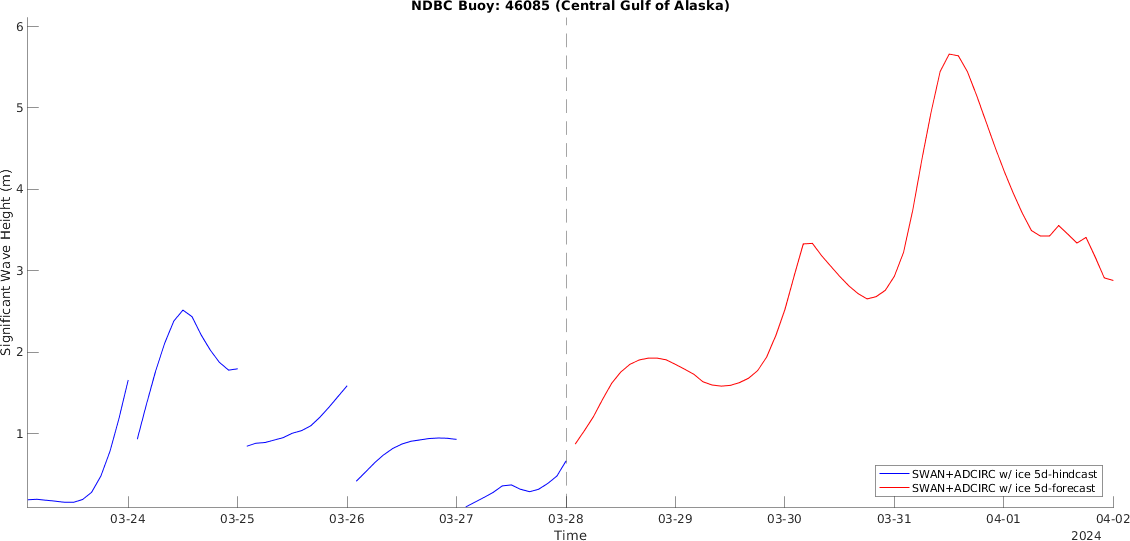 NDBC Buoy: 46085 (Central Gulf of Alaska)
6
5
4
3
2
1
Significant Wave Height (m)
SWAN+ADCIRC w/ ice 5d-hindcast
SWAN+ADCIRC w/ ice 5d-forecast
03-24 03-25 03-26 03-27 03-28 03-29 03-30 03-31 04-01 04-02
Time
2024